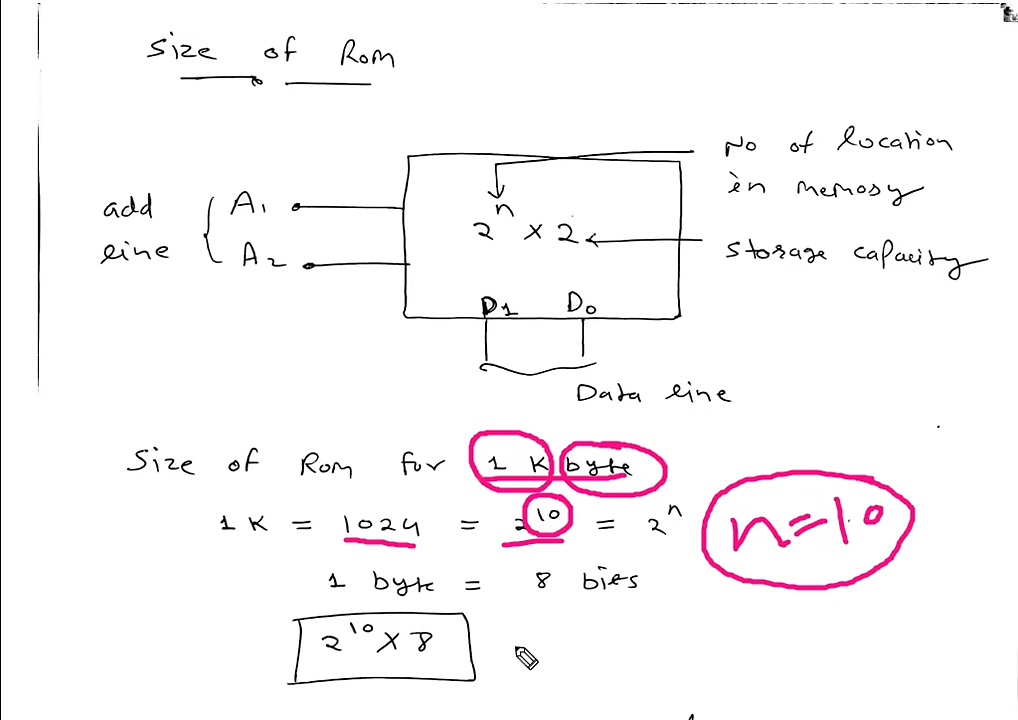 Size of Rom
No of location
in memory
add
line
A1
A2
2^n × 2
storage capacity
D1 D0
Data line
Size of Rom for 1 K byte
1 K = 1024 = 2^10 = 2^n
n=10
1 byte = 8 bits
2^10 × 8